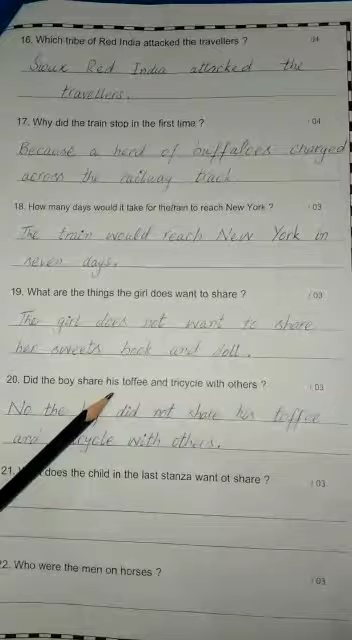 16. Which tribe of Red India attacked the travellers ? /04
Soux Red India attacked the
travellers.
17. Why did the train stop in the first time ? /04
Because a herd of buffaloes charged
across the railway track
18. How many days would it take for the train to reach New York ? /03
The train would reach New York in
seven days.
19. What are the things the girl does want to share ? /03
The girl does not want to share
her sweets book and doll.
20. Did the boy share his toffee and tricycle with others ? /03
No the did not share his toffee
and with others.
21. does the child in the last stanza want ot share ? /03
22. Who were the men on horses ? /03